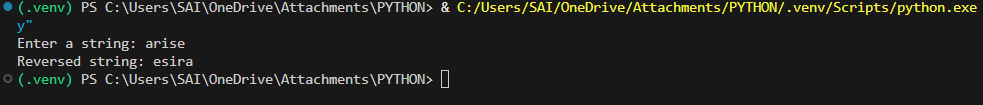 (.venv) PS C:\Users\SAI\OneDrive\Attachments\PYTHON> & C:/Users/SAI/OneDrive/Attachments/PYTHON/.venv/Scripts/python.exe
y"
Enter a string: arise
Reversed string: esira
(.venv) PS C:\Users\SAI\OneDrive\Attachments\PYTHON>